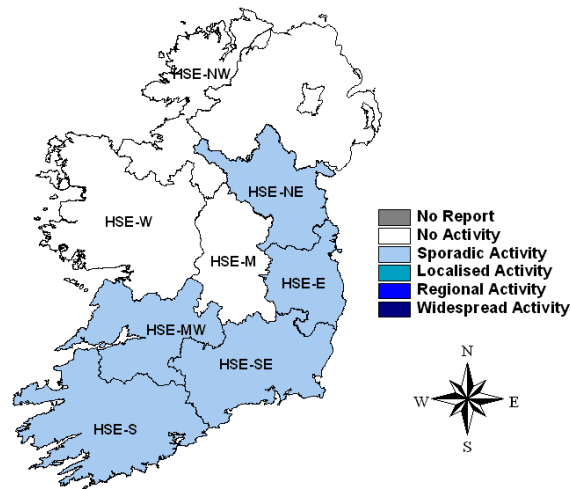 HSE-NW
HSE-NE
HSE-W
HSE-M
HSE-E
HSE-MW
HSE-SE
HSE-S
No Report
No Activity
Sporadic Activity
Localised Activity
Regional Activity
Widespread Activity
N
W E
S